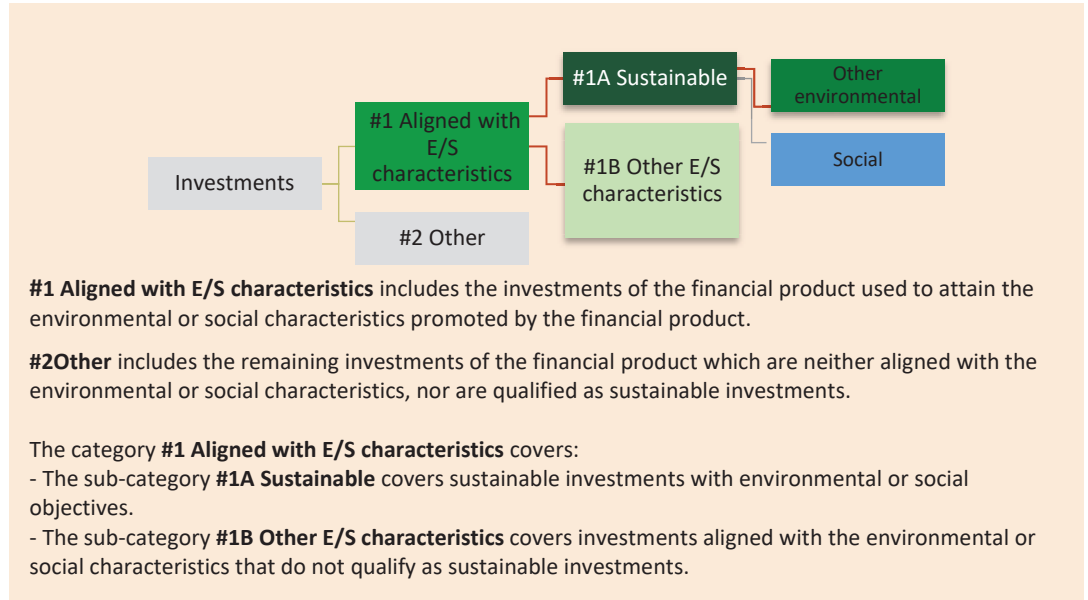 #1A Sustainable
Other
environmental
#1 Aligned with
E/S
characteristics
Social
#1B Other E/S
characteristics
Investments
#2 Other
#1 Aligned with E/S characteristics includes the investments of the financial product used to attain the
environmental or social characteristics promoted by the financial product.
#2Other includes the remaining investments of the financial product which are neither aligned with the
environmental or social characteristics, nor are qualified as sustainable investments.
The category #1 Aligned with E/S characteristics covers:
- The sub-category #1A Sustainable covers sustainable investments with environmental or social
objectives.
- The sub-category #1B Other E/S characteristics covers investments aligned with the environmental or
social characteristics that do not qualify as sustainable investments.